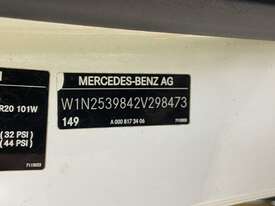 MERCEDES-BENZ AG
W1N2539842V298473
149 A 000 817 34 06
R20 101W
(32 PSI)
(44 PSI)